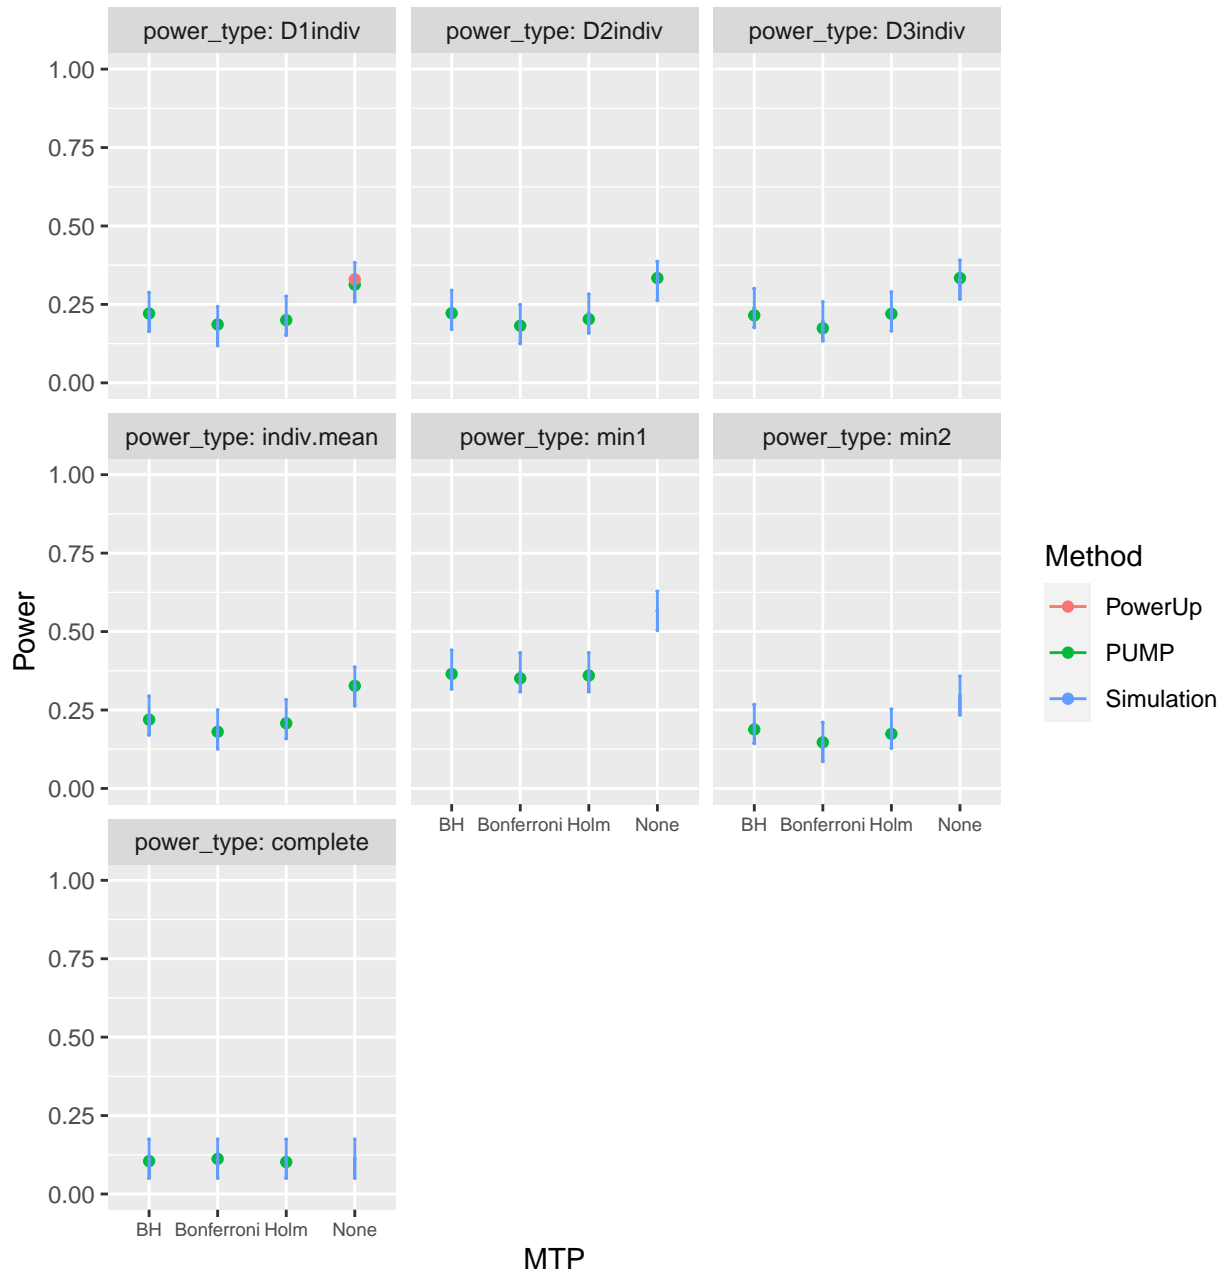 power_type: D1indiv
power_type: D2indiv
power_type: D3indiv
1.00
0.75
0.50
0.25
0.00
power_type: indiv.mean
power_type: min1
power_type: min2
1.00
0.75
0.50
0.25
0.00
BH Bonferroni Holm None
BH Bonferroni Holm None
power_type: complete
1.00
0.75
0.50
0.25
0.00
BH Bonferroni Holm None
Power
MTP
Method
PowerUp
PUMP
Simulation